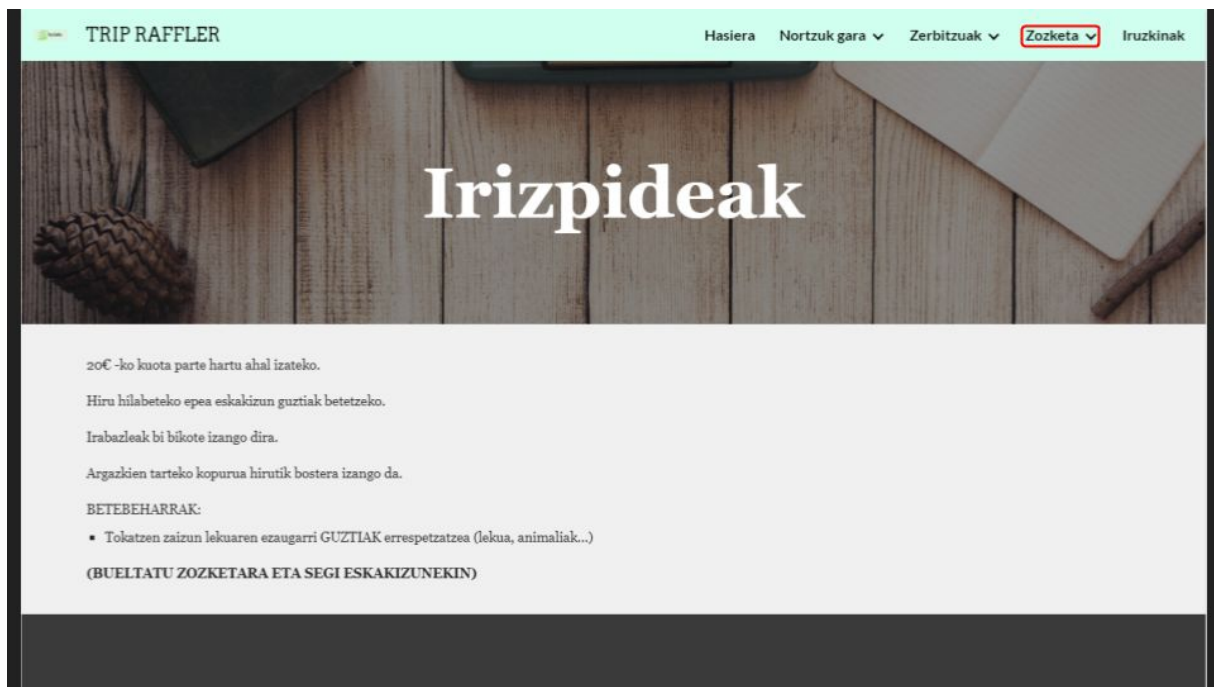 TRIP RAFFLER
Hasiera Nortzuk gara Zerbitzuak Zozketa Iruzkinak
Irizpideak
20€ -ko kuota parte hartu ahal izateko.
Hiru hilabeteko epea eskakizun guztiak betetzeko.
Irabazleak bi bikote izango dira.
Argazkien tarteko kopurua hirutik bostera izango da.
BETEBEHARRAK:
▪ Tokatzen zaizun lekuaren ezaugarri GUZTIAK errespetzatzea (lekua, animaliak...)
(BUELTATU ZOZKETARA ETA SEGI ESKAKIZUNEKIN)